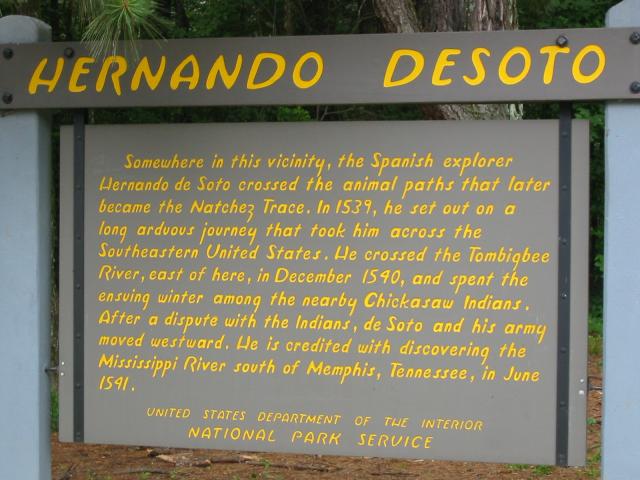 HERNANDO DESOTO
Somewhere in this vicinity, the Spanish explorer
Hernando de Soto crossed the animal paths that later
became the Natchez Trace. In 1539, he set out on a
long arduous journey that took him across the
Southeastern United States. He crossed the Tombigbee
River, east of here, in December 1540, and spent the
ensuing winter among the nearby Chickasaw Indians.
After a dispute with the Indians, de Soto and his army
moved westward. He is credited with discovering the
Mississippi River south of Memphis, Tennessee, in June
1541.
UNITED STATES DEPARTMENT OF THE INTERIOR
NATIONAL PARK SERVICE